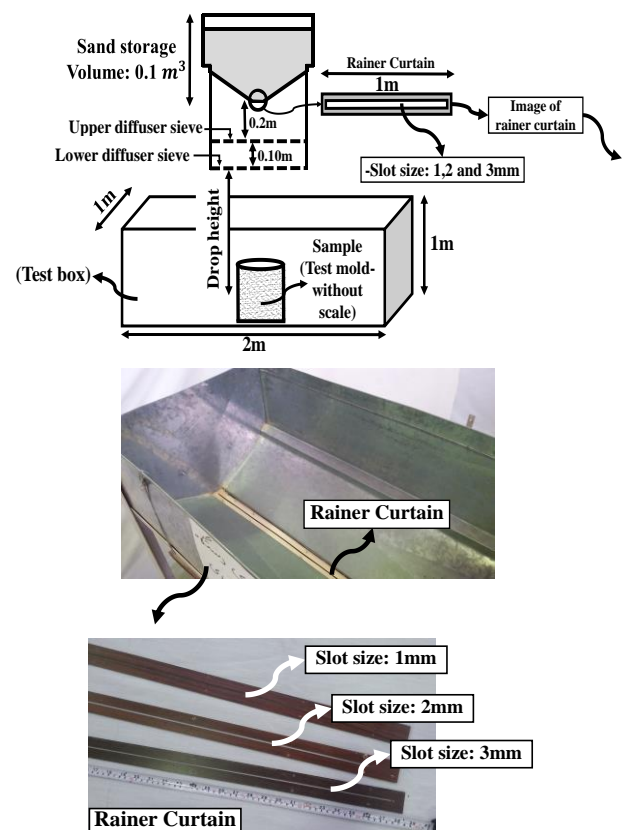 Sand storage
Volume: 0.1 m³
Rainer Curtain
1m
Image of
rainer curtain
0.2m
Upper diffuser sieve
Lower diffuser sieve
0.10m
-Slot size: 1,2 and 3mm
1m
Drop height
1m
Sample
(Test mold-
without
scale)
(Test box)
2m
Rainer Curtain
Slot size: 1mm
Slot size: 2mm
Slot size: 3mm
Rainer Curtain